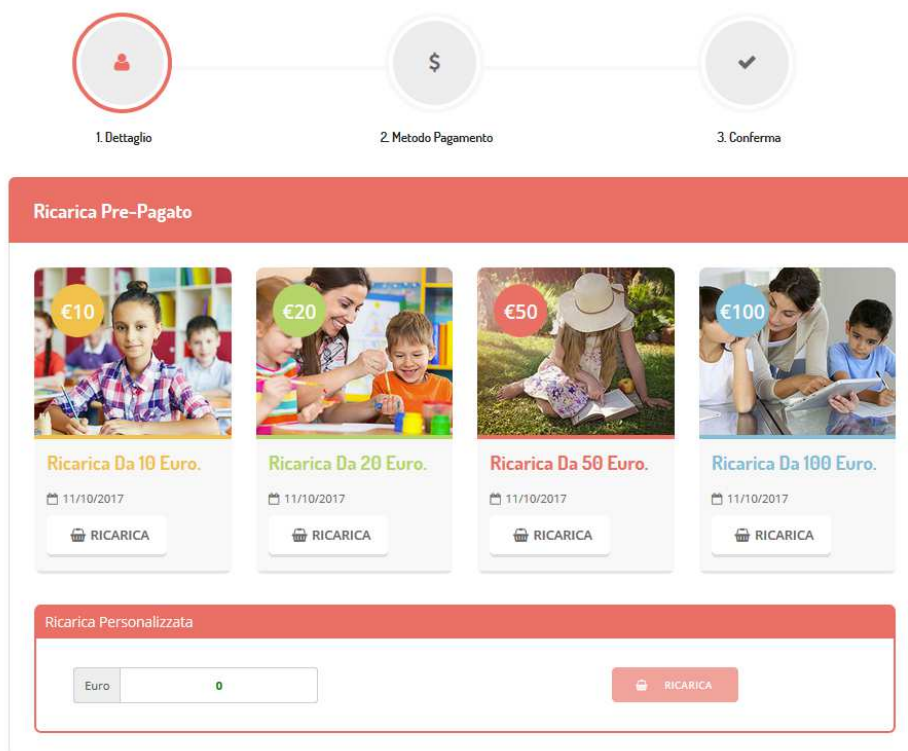 $
1. Dettaglio
2. Metodo Pagamento
3. Conferma
Ricarica Pre-Pagato
€10
€20
€50
€100
Ricarica Da 10 Euro.
Ricarica Da 20 Euro.
Ricarica Da 50 Euro.
Ricarica Da 100 Euro.
11/10/2017
11/10/2017
11/10/2017
11/10/2017
RICARICA
RICARICA
RICARICA
RICARICA
Ricarica Personalizzata
Euro 0
RICARICA